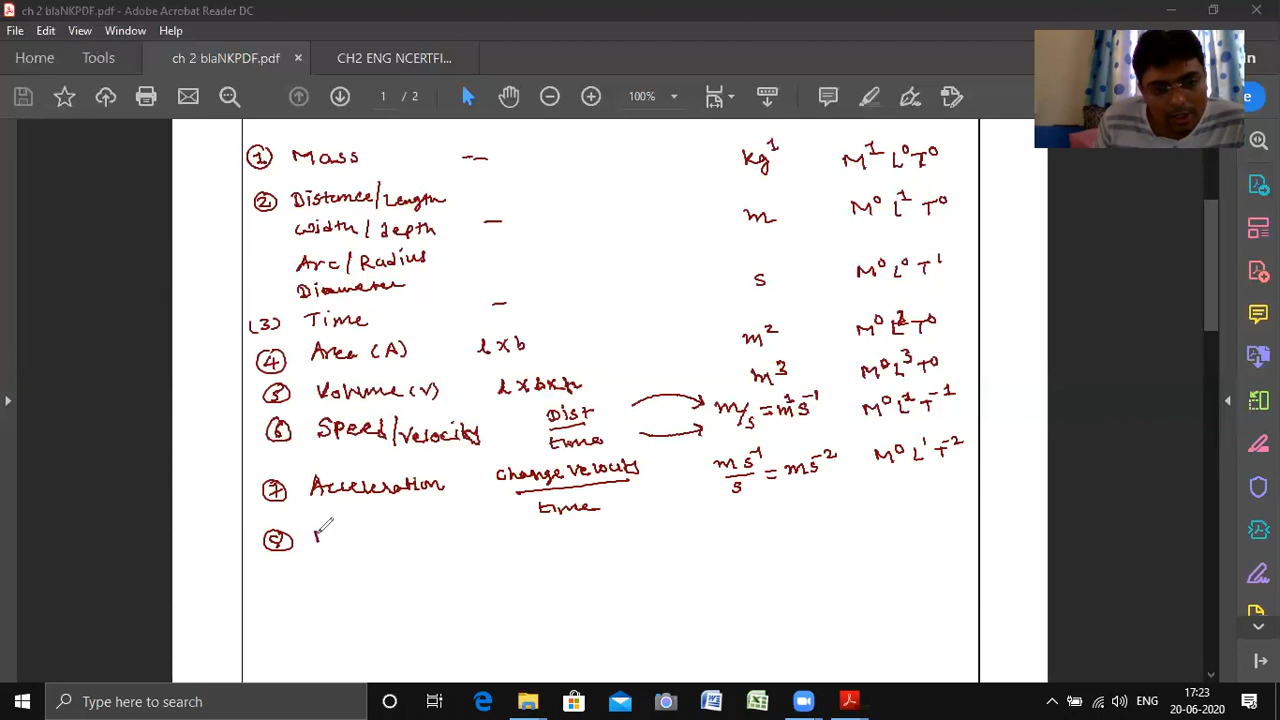 ch 2 blaNKPDF.pdf - Adobe Acrobat Reader DC
File Edit View Window Help
Home Tools ch 2 blaNKPDF.pdf × CH2 ENG NCERTFI... In
1 / 2 100%
① Mass — kg¹ M¹ L⁰ T⁰
② Distance/Length
Width/depth — m M⁰ L¹ T⁰
Arc/Radius
Diameter — s M⁰ L⁰ T¹
(3) Time
④ Area (A) l×b m² M⁰ L² T⁰
⑤ Volume (V) l×b×h m³ M⁰ L³ T⁰
⑥ Speed/velocity Dist/time m/s = m¹s⁻¹ M⁰ L¹ T⁻¹
⑦ Acceleration change velocity/time ms⁻¹/s = ms⁻² M⁰ L¹ T⁻²
⑧
Type here to search
ENG
17:23
20-06-2020